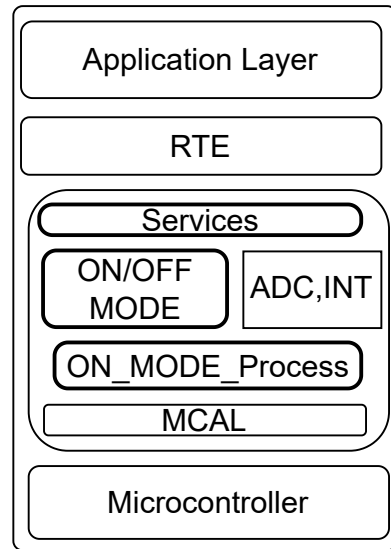 Application Layer
RTE
Services
ON/OFF
MODE
ADC,INT
ON_MODE_Process
MCAL
Microcontroller